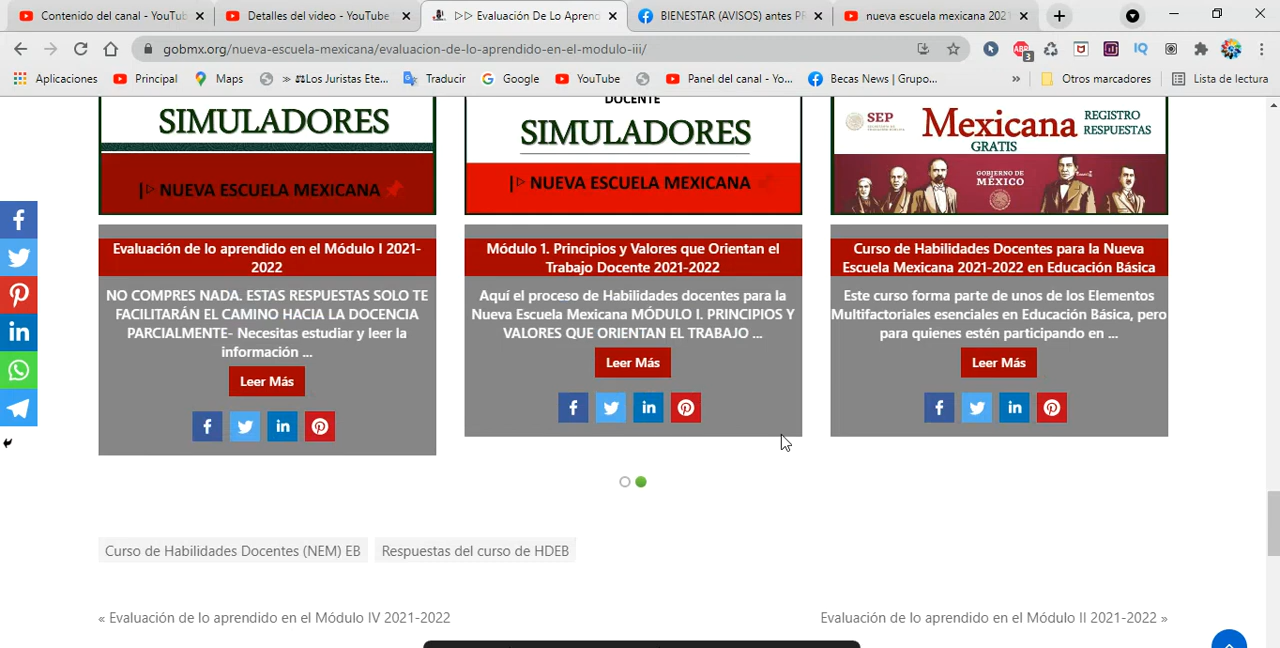 Contenido del canal - YouTub
Detalles del video - YouTube
▷▷ Evaluación De Lo Aprend
BIENESTAR (AVISOS) antes PR
nueva escuela mexicana 2021
gobmx.org/nueva-escuela-mexicana/evaluacion-de-lo-aprendido-en-el-modulo-iii/
ABP
3
IQ
Aplicaciones
Principal
Maps
» ⚖Los Juristas Ete...
Traducir
Google
YouTube
Panel del canal - Yo...
Becas News | Grupo...
»
Otros marcadores
Lista de lectura
SIMULADORES
|▷ NUEVA ESCUELA MEXICANA
DOCENTE
SIMULADORES
|▷ NUEVA ESCUELA MEXICANA
SEP
Mexicana
REGISTRO
RESPUESTAS
GRATIS
GOBIERNO DE
MÉXICO
Evaluación de lo aprendido en el Módulo I 2021-
2022
NO COMPRES NADA. ESTAS RESPUESTAS SOLO TE
FACILITARÁN EL CAMINO HACIA LA DOCENCIA
PARCIALMENTE- Necesitas estudiar y leer la
información ...
Leer Más
Módulo 1. Principios y Valores que Orientan el
Trabajo Docente 2021-2022
Aquí el proceso de Habilidades docentes para la
Nueva Escuela Mexicana MÓDULO I. PRINCIPIOS Y
VALORES QUE ORIENTAN EL TRABAJO ...
Leer Más
Curso de Habilidades Docentes para la Nueva
Escuela Mexicana 2021-2022 en Educación Básica
Este curso forma parte de unos de los Elementos
Multifactoriales esenciales en Educación Básica, pero
para quienes estén participando en ...
Leer Más
Curso de Habilidades Docentes (NEM) EB
Respuestas del curso de HDEB
« Evaluación de lo aprendido en el Módulo IV 2021-2022
Evaluación de lo aprendido en el Módulo II 2021-2022 »